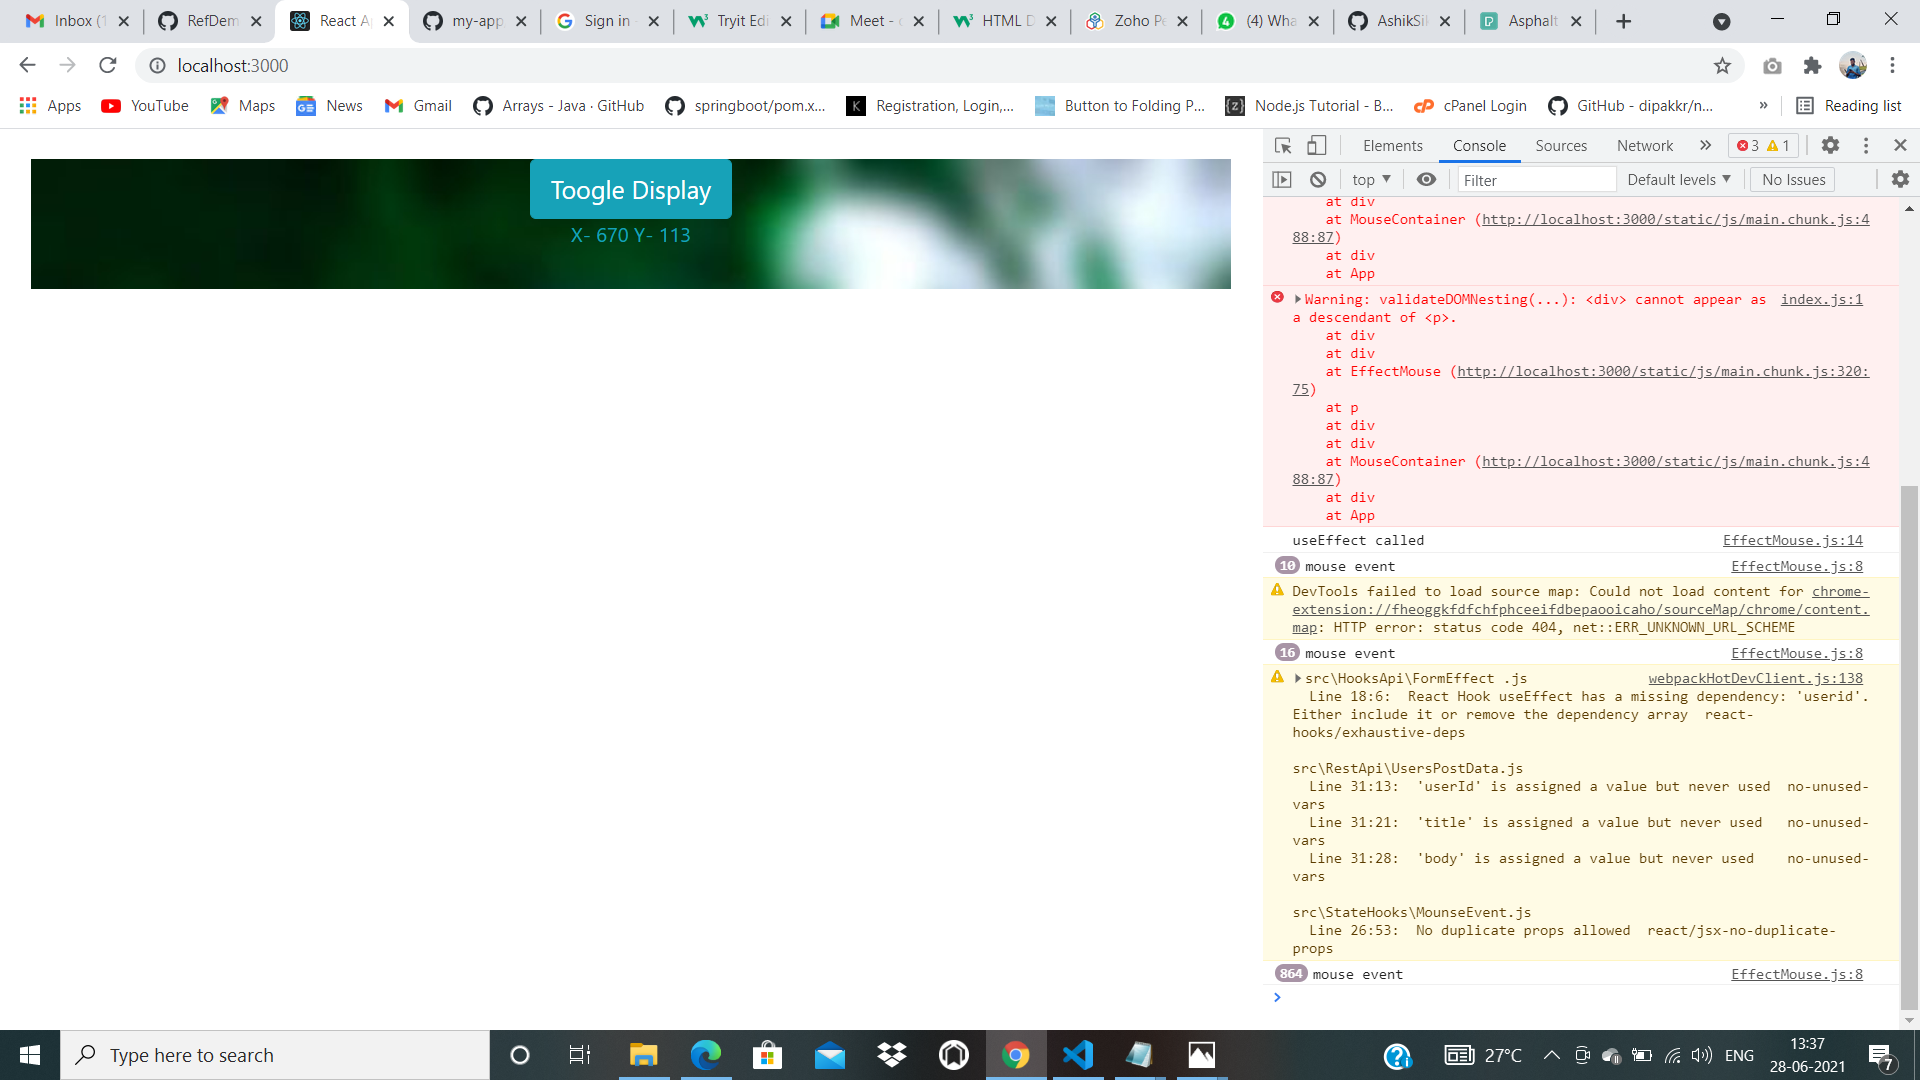 Inbox (1
RefDem
React A
my-app
Sign in -
Tryit Edi
Meet - c
HTML D
Zoho Pe
(4) Wha
AshikSik
Asphalt
localhost:3000
Apps
YouTube
Maps
News
Gmail
Arrays - Java · GitHub
springboot/pom.x...
Registration, Login,...
Button to Folding P...
Node.js Tutorial - B...
cPanel Login
GitHub - dipakkr/n...
»
Reading list
Toogle Display
X- 670 Y- 113
Elements
Console
Sources
Network
»
3
1
top
Filter
Default levels
No Issues
at div
at MouseContainer (http://localhost:3000/static/js/main.chunk.js:4
88:87)
at div
at App
Warning: validateDOMNesting(...): <div> cannot appear as index.js:1
a descendant of <p>.
at div
at div
at EffectMouse (http://localhost:3000/static/js/main.chunk.js:320:
75)
at p
at div
at div
at MouseContainer (http://localhost:3000/static/js/main.chunk.js:4
88:87)
at div
at App
useEffect called EffectMouse.js:14
10 mouse event EffectMouse.js:8
DevTools failed to load source map: Could not load content for chrome-
extension://fheoggkfdfchfphceeifdbepaooicaho/sourceMap/chrome/content.
map: HTTP error: status code 404, net::ERR_UNKNOWN_URL_SCHEME
16 mouse event EffectMouse.js:8
src\HooksApi\FormEffect .js webpackHotDevClient.js:138
Line 18:6: React Hook useEffect has a missing dependency: 'userid'.
Either include it or remove the dependency array react-
hooks/exhaustive-deps
src\RestApi\UsersPostData.js
Line 31:13: 'userId' is assigned a value but never used no-unused-
vars
Line 31:21: 'title' is assigned a value but never used no-unused-
vars
Line 31:28: 'body' is assigned a value but never used no-unused-
vars
src\StateHooks\MounseEvent.js
Line 26:53: No duplicate props allowed react/jsx-no-duplicate-
props
864 mouse event EffectMouse.js:8
Type here to search
27°C
ENG
13:37
28-06-2021
7